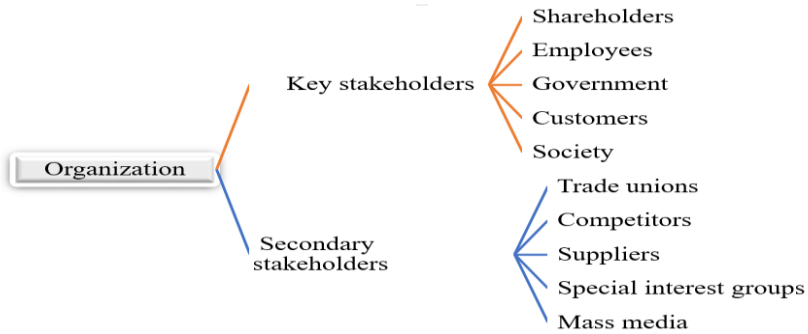 Organization
Key stakeholders
Shareholders
Employees
Government
Customers
Society
Secondary
stakeholders
Trade unions
Competitors
Suppliers
Special interest groups
Mass media